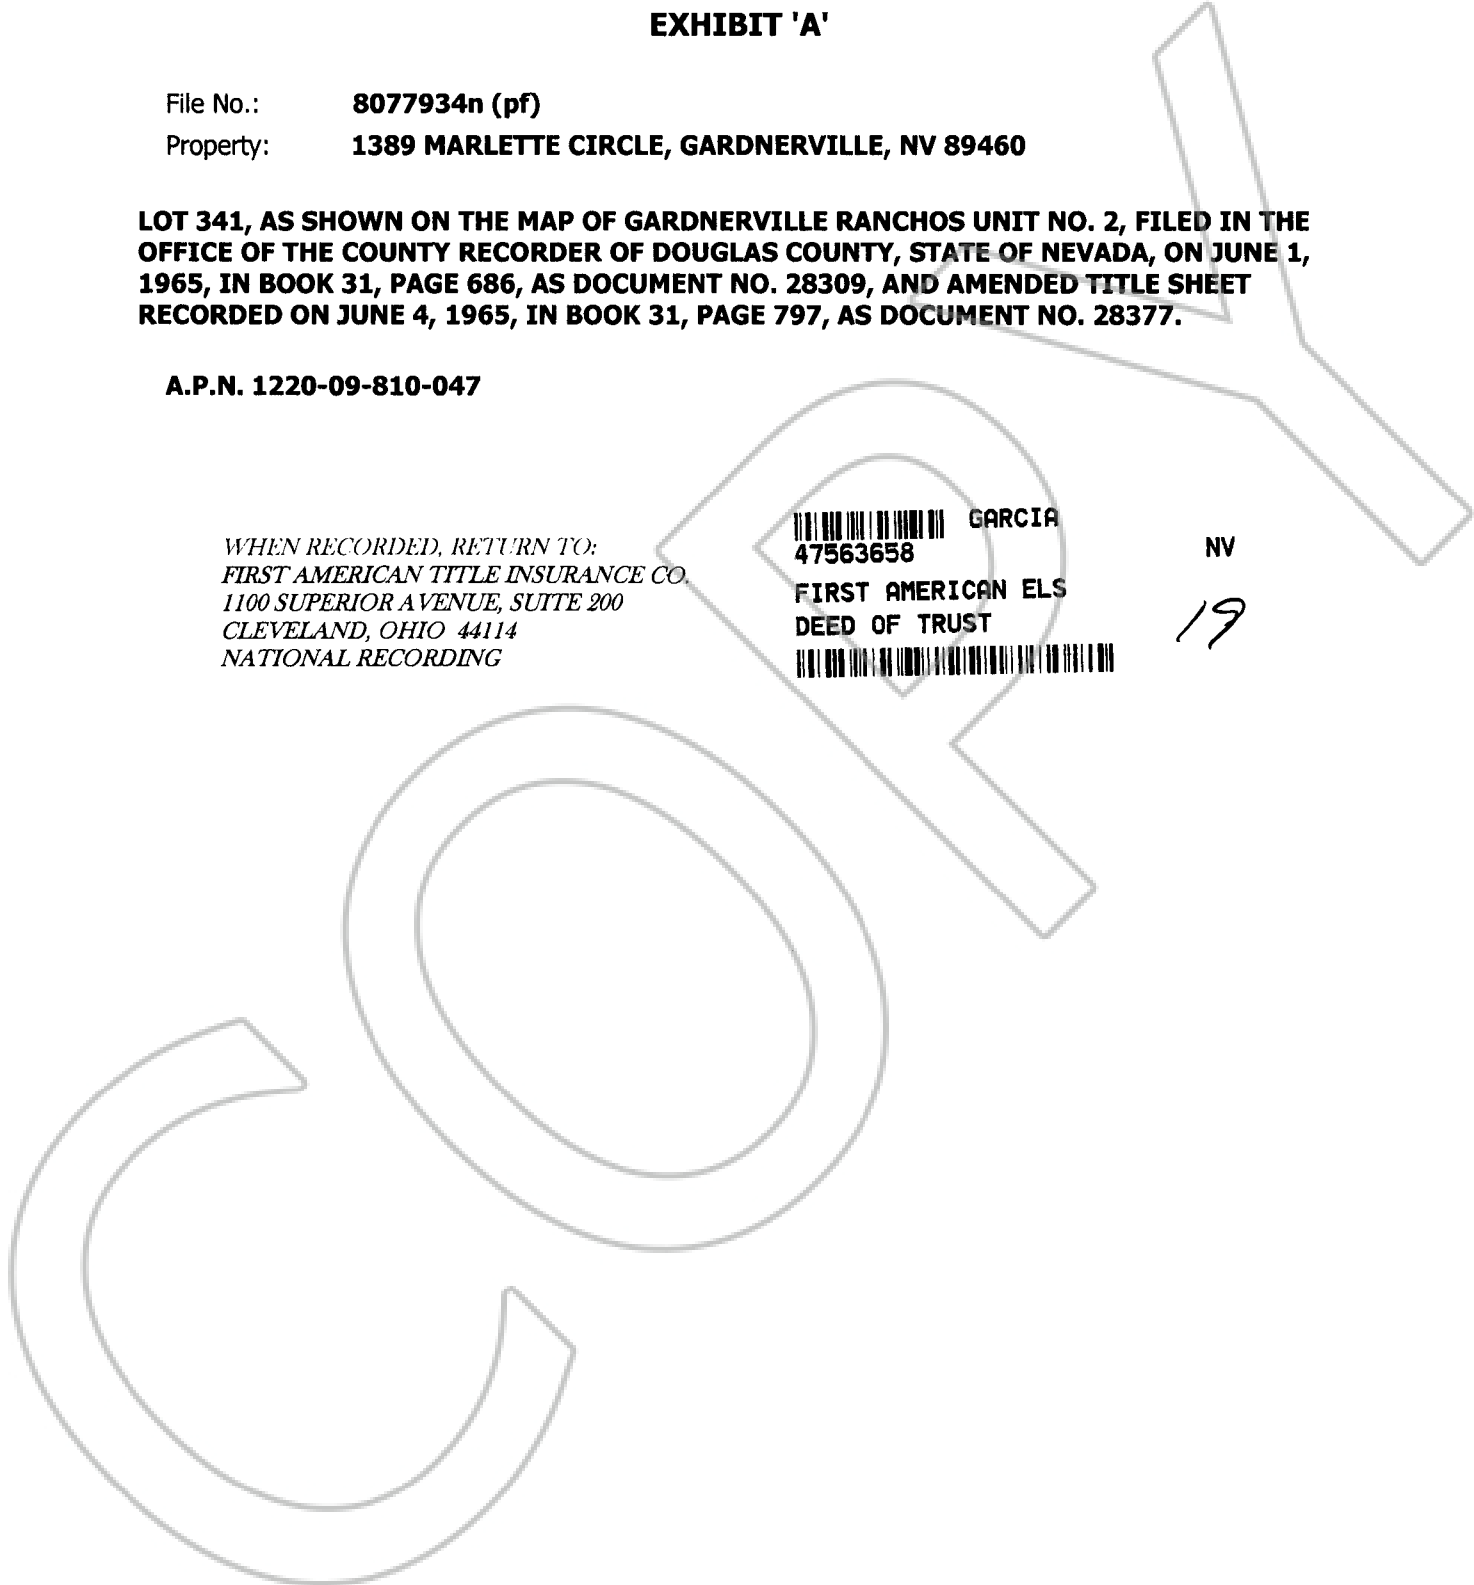 EXHIBIT 'A'
File No.: 8077934n (pf)
Property: 1389 MARLETTE CIRCLE, GARDNERVILLE, NV 89460
LOT 341, AS SHOWN ON THE MAP OF GARDNERVILLE RANCHOS UNIT NO. 2, FILED IN THE
OFFICE OF THE COUNTY RECORDER OF DOUGLAS COUNTY, STATE OF NEVADA, ON JUNE 1,
1965, IN BOOK 31, PAGE 686, AS DOCUMENT NO. 28309, AND AMENDED TITLE SHEET
RECORDED ON JUNE 4, 1965, IN BOOK 31, PAGE 797, AS DOCUMENT NO. 28377.
A.P.N. 1220-09-810-047
WHEN RECORDED, RETURN TO:
FIRST AMERICAN TITLE INSURANCE CO.
1100 SUPERIOR AVENUE, SUITE 200
CLEVELAND, OHIO 44114
NATIONAL RECORDING
GARCIA
47563658 NV
FIRST AMERICAN ELS
DEED OF TRUST
19
COPY